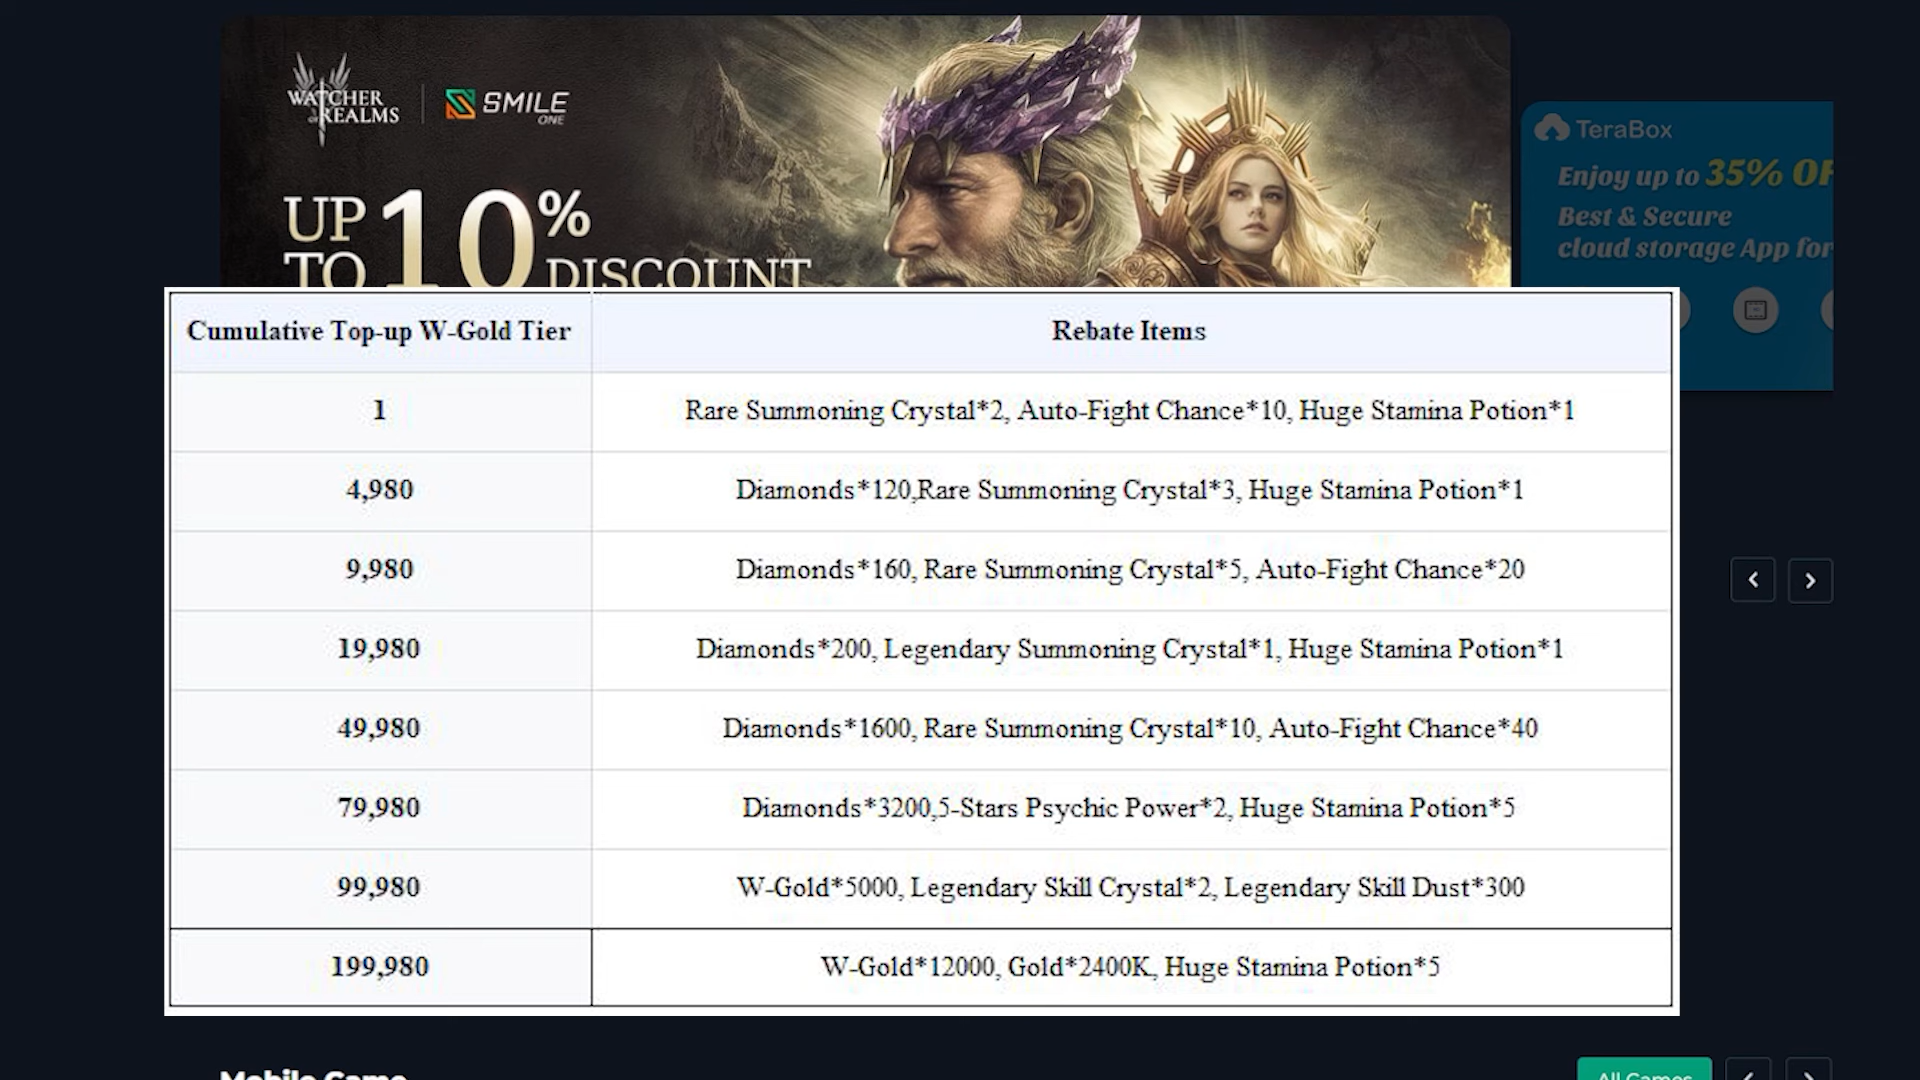 WATCHER
OF REALMS
SMILE
ONE
UP
TO 10%
DISCOUNT
TeraBox
Enjoy up to 35% OF
Best & Secure
cloud storage App for
Cumulative Top-up W-Gold Tier
Rebate Items
1
Rare Summoning Crystal*2, Auto-Fight Chance*10, Huge Stamina Potion*1
4,980
Diamonds*120,Rare Summoning Crystal*3, Huge Stamina Potion*1
9,980
Diamonds*160, Rare Summoning Crystal*5, Auto-Fight Chance*20
19,980
Diamonds*200, Legendary Summoning Crystal*1, Huge Stamina Potion*1
49,980
Diamonds*1600, Rare Summoning Crystal*10, Auto-Fight Chance*40
79,980
Diamonds*3200,5-Stars Psychic Power*2, Huge Stamina Potion*5
99,980
W-Gold*5000, Legendary Skill Crystal*2, Legendary Skill Dust*300
199,980
W-Gold*12000, Gold*2400K, Huge Stamina Potion*5
Mobile Game
All Games